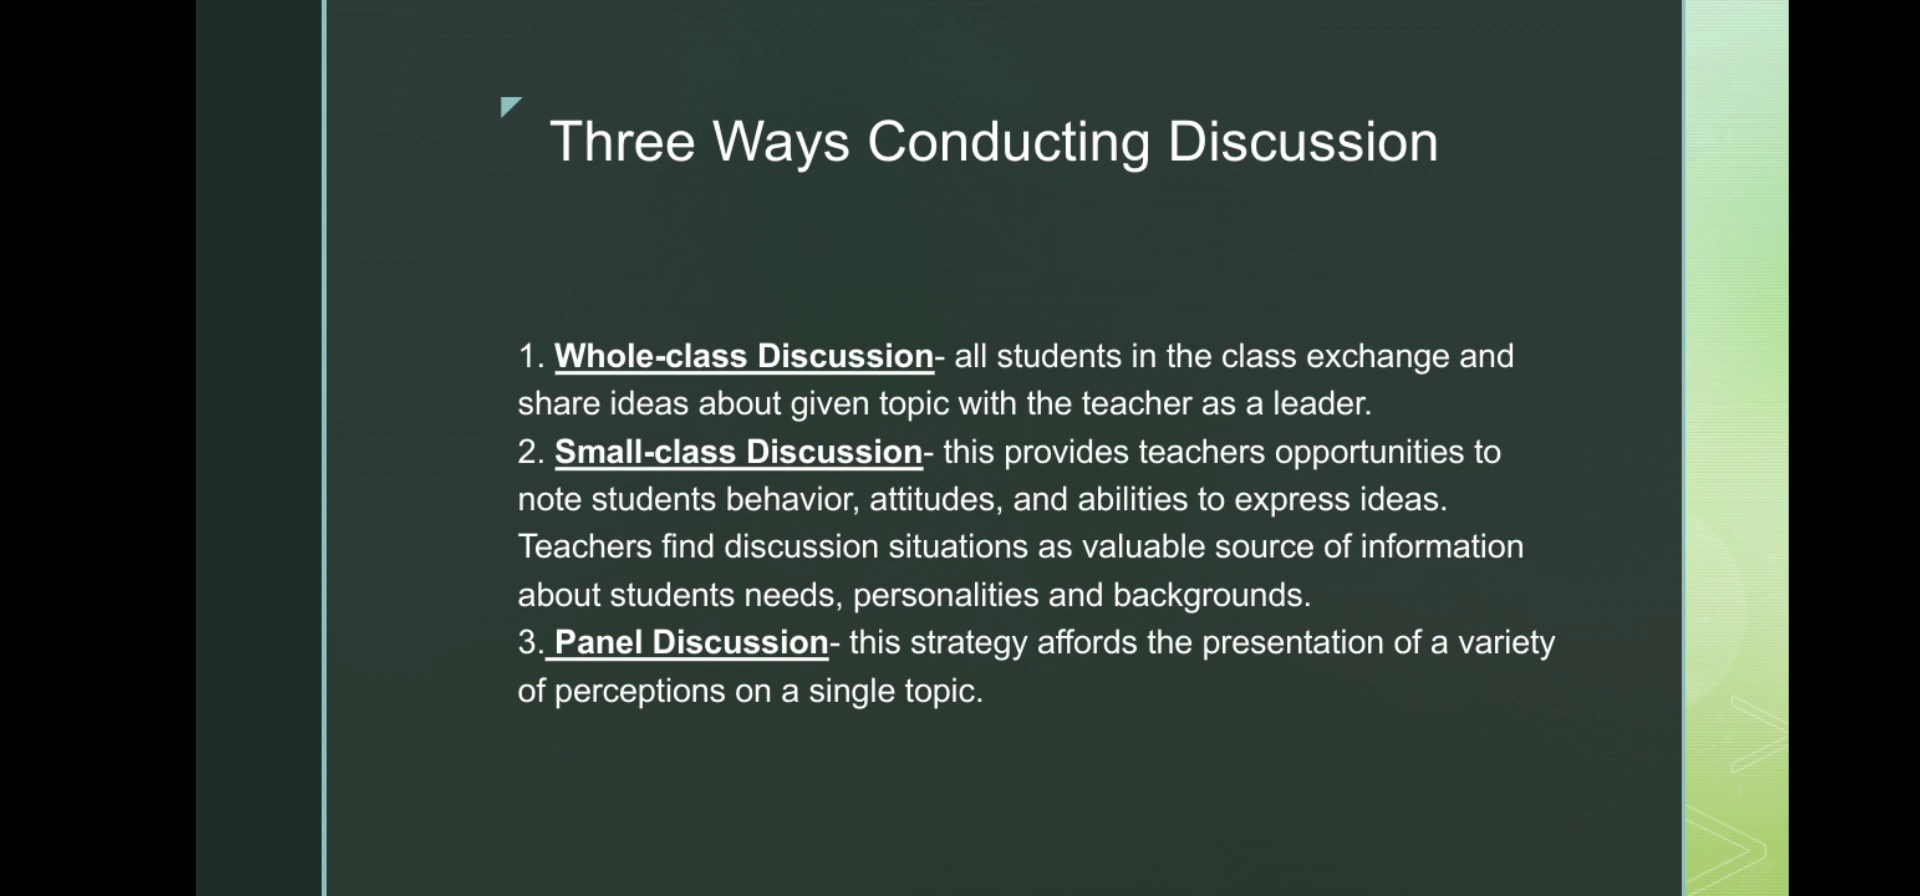 Three Ways Conducting Discussion
1. Whole-class Discussion- all students in the class exchange and
share ideas about given topic with the teacher as a leader.
2. Small-class Discussion- this provides teachers opportunities to
note students behavior, attitudes, and abilities to express ideas.
Teachers find discussion situations as valuable source of information
about students needs, personalities and backgrounds.
3. Panel Discussion- this strategy affords the presentation of a variety
of perceptions on a single topic.